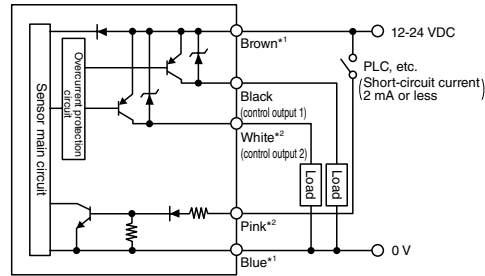 Sensor main circuit
Overcurrent protection
circuit
Brown*1
12-24 VDC
PLC, etc.
(Short-circuit current)
2 mA or less
Black
(control output 1)
White*2
(control output 2)
Load
Load
Pink*2
Blue*1
0 V